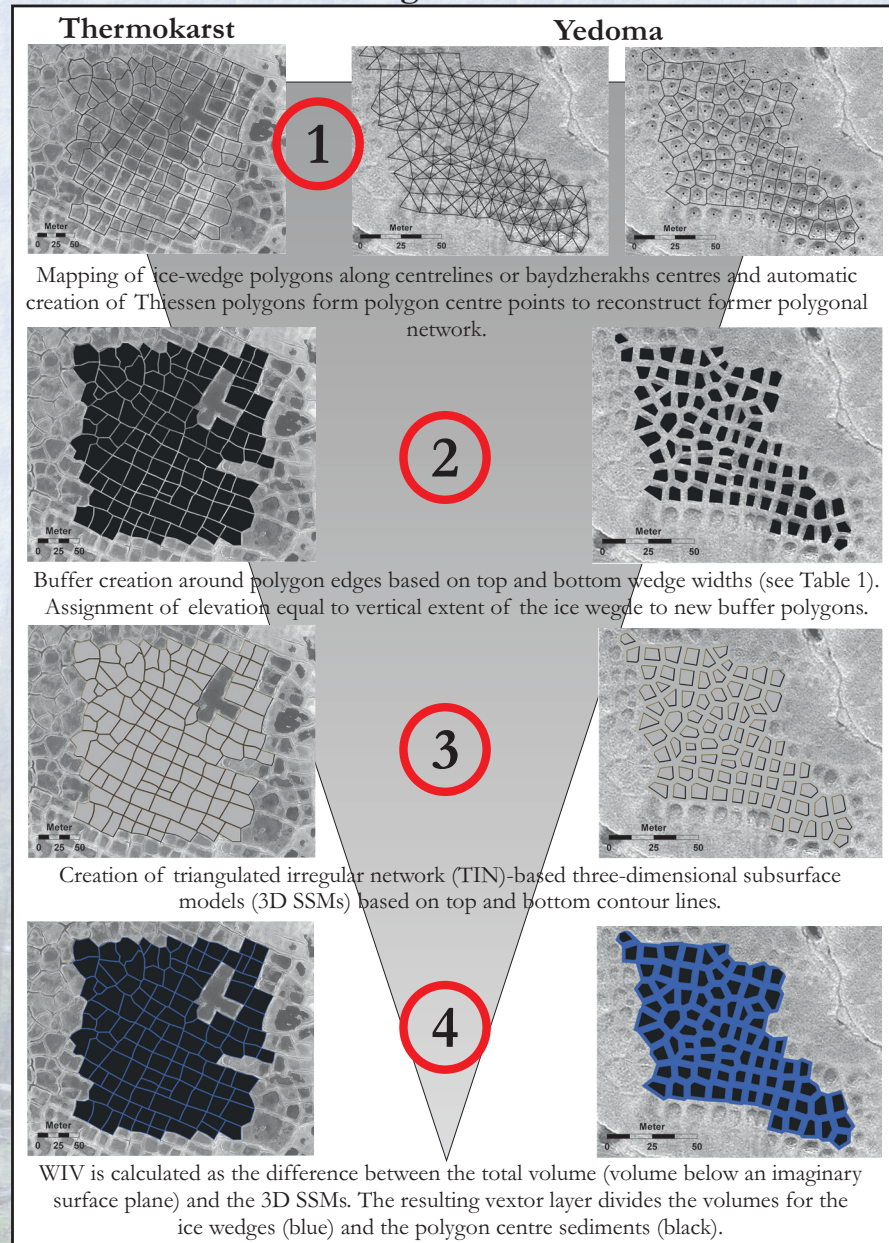 Thermokarst
Yedoma
1
Meter
0 25 50
Meter
0 25 50
Meter
0 25 50
Mapping of ice-wedge polygons along centrelines or baydzherakhs centres and automatic
creation of Thiessen polygons form polygon centre points to reconstruct former polygonal
network.
2
Meter
0 25 50
Meter
0 25 50
Buffer creation around polygon edges based on top and bottom wedge widths (see Table 1).
Assignment of elevation equal to vertical extent of the ice wegde to new buffer polygons.
3
Meter
0 25 50
Meter
0 25 50
Creation of triangulated irregular network (TIN)-based three-dimensional subsurface
models (3D SSMs) based on top and bottom contour lines.
4
Meter
0 25 50
Meter
0 25 50
WIV is calculated as the difference between the total volume (volume below an imaginary
surface plane) and the 3D SSMs. The resulting vextor layer divides the volumes for the
ice wedges (blue) and the polygon centre sediments (black).